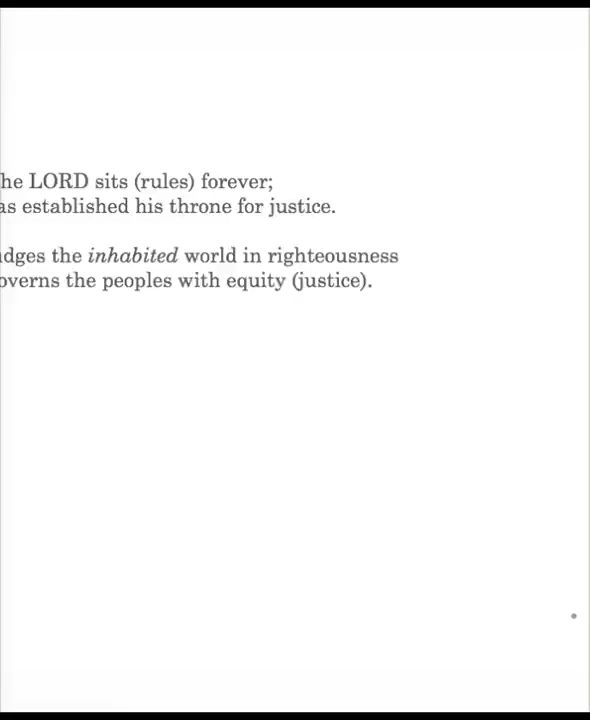 he LORD sits (rules) forever;
as established his throne for justice.
dges the inhabited world in righteousness
overns the peoples with equity (justice).